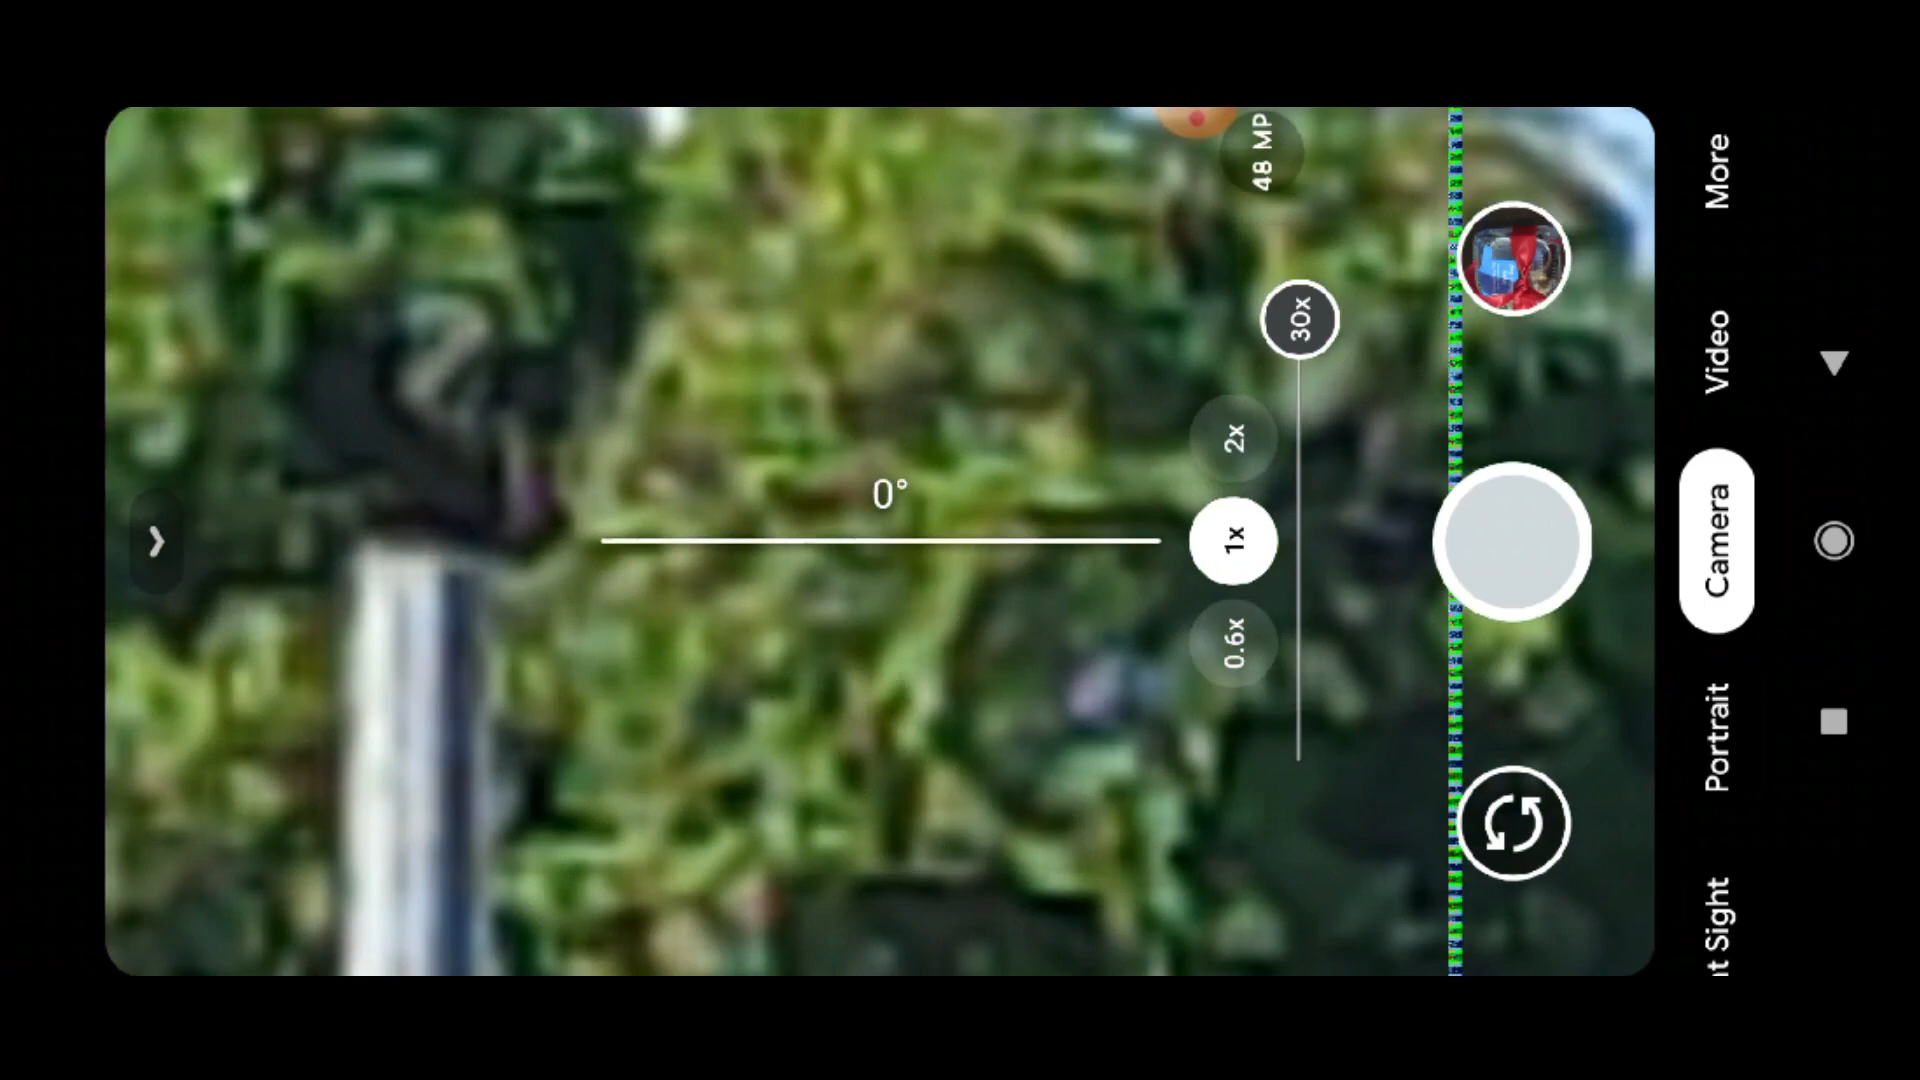 0°
48 MP
30x
2x
1x
0.6x
More
Video
Camera
Portrait
t Sight